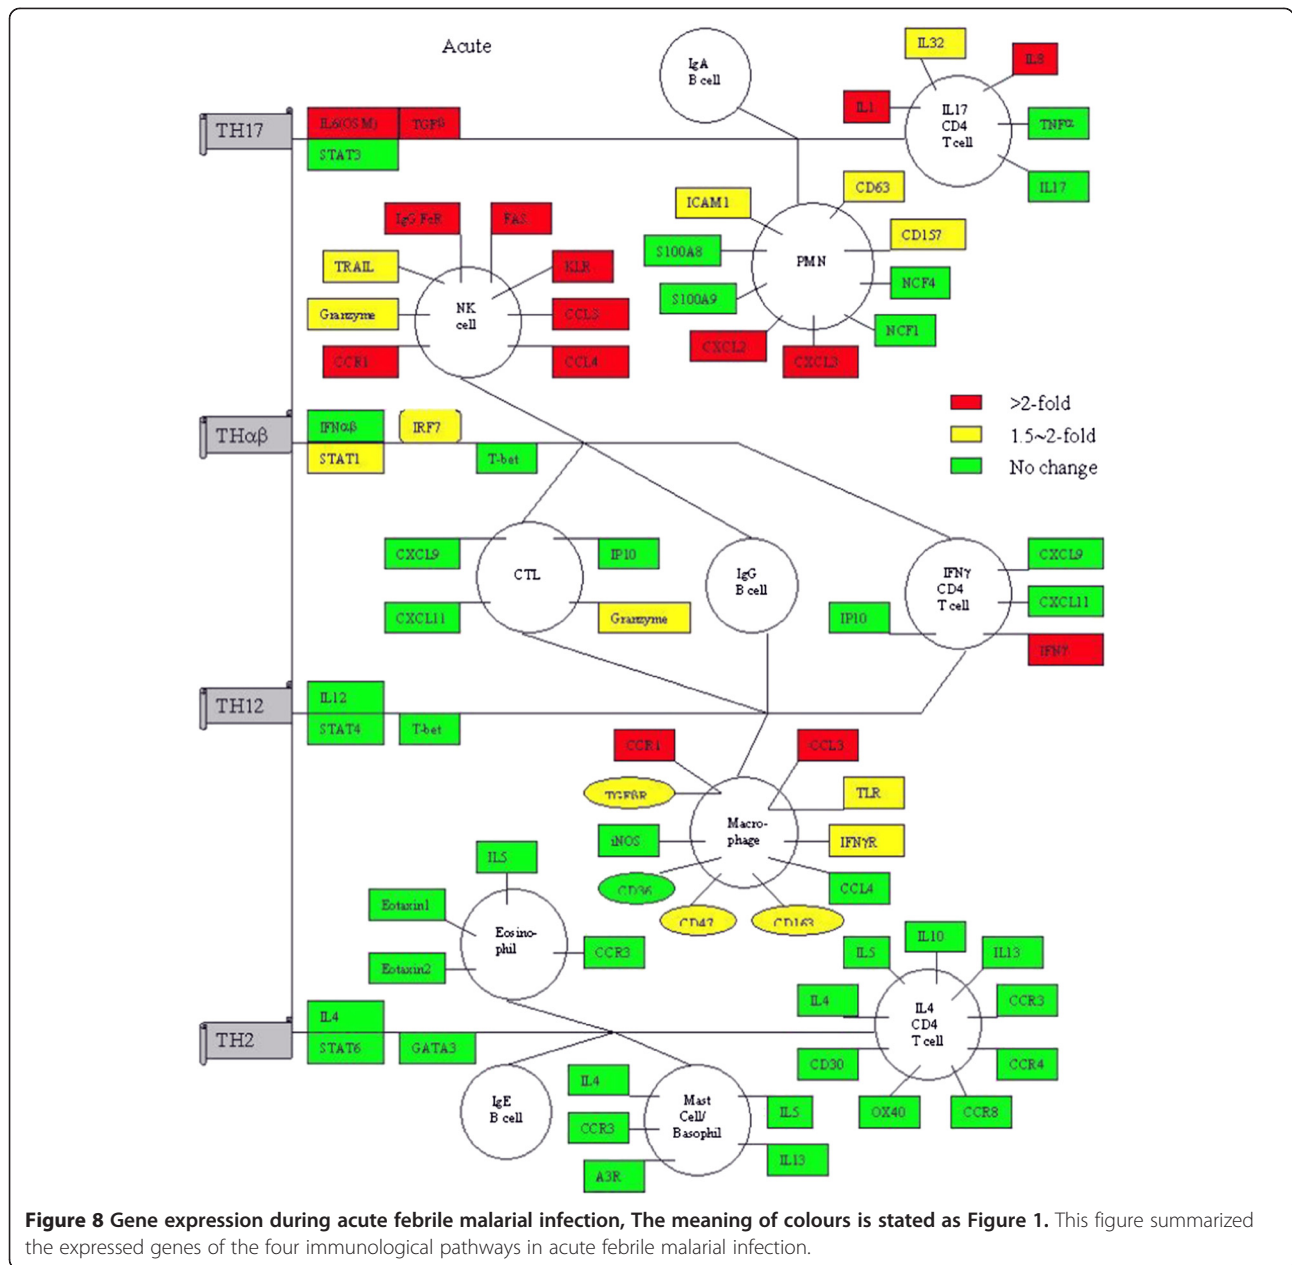 Acute
IgA
B cell
IL32
IL8
IL1
IL17
CD4
T cell
TNFα
IL17
TH17
IL6(OSM)
TGFβ
STAT3
ICAM1
CD63
S100A8
CD157
PMN
S100A9
NCF4
NCF1
CXCL2
CXCL3
IgG FcR
FAS
TRAIL
KLR
Granzyme
NK
cell
CCR1
CCL4
>2-fold
1.5~2-fold
No change
THαβ
IFNαβ
IRF7
STAT1
T-bet
CXCL9
IP10
CTL
CXCL11
Granzyme
IgG
B cell
IFNγ
CD4
T cell
CXCL9
CXCL11
IP10
IFNγ
TH12
IL12
STAT4
T-bet
CCR1
CCL3
TGFβR
TLR
iNOS
Macro-
phage
IFNγR
CD36
CCL4
CD47
CD163
IL5
Eotaxin1
Eosino-
phil
Eotaxin2
CCR3
TH2
IL4
STAT6
GATA3
IL5
IL10
IL13
IL4
IL4
CD4
T cell
CCR3
CD30
CCR4
OX40
CCR8
IgE
B cell
IL4
CCR3
A3R
Mast
Cell/
Basophil
IL5
IL13
Figure 8 Gene expression during acute febrile malarial infection, The meaning of colours is stated as Figure 1. This figure summarized
the expressed genes of the four immunological pathways in acute febrile malarial infection.